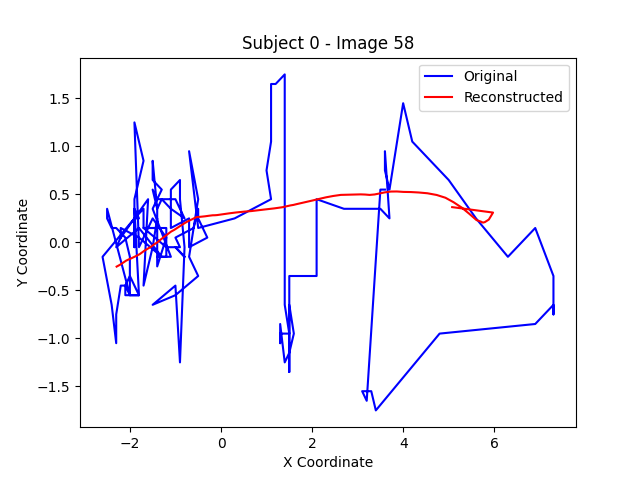 Subject 0 - Image 58
Original
Reconstructed
1.5
1.0
0.5
0.0
−0.5
−1.0
−1.5
Y Coordinate
−2 0 2 4 6
X Coordinate